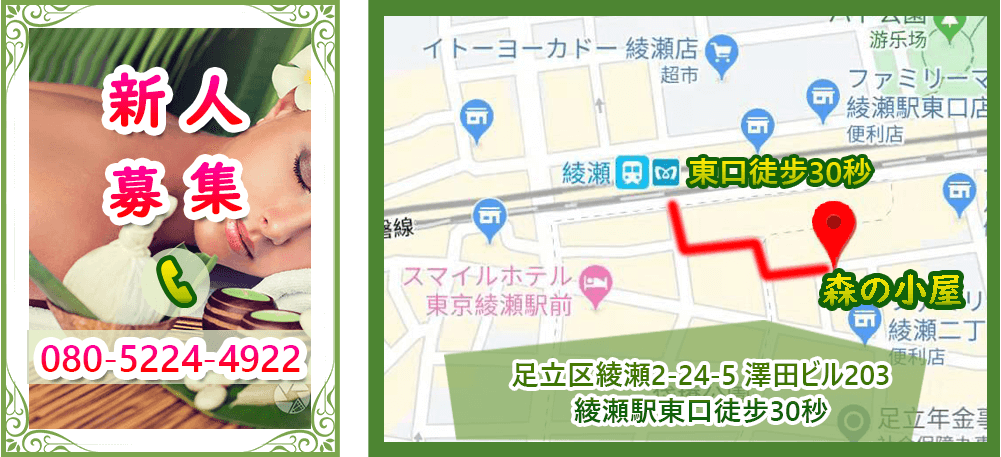 新人
募集
080-5224-4922
イトーヨーカドー 綾瀬店
超市
游乐场
ファミリーマ
綾瀬駅東口店
便利店
綾瀬
東口徒歩30秒
線
スマイルホテル
東京綾瀬駅前
森の小屋
綾瀬二丁
便利店
足立区綾瀬2-24-5 澤田ビル203
綾瀬駅東口徒歩30秒
足立年金事